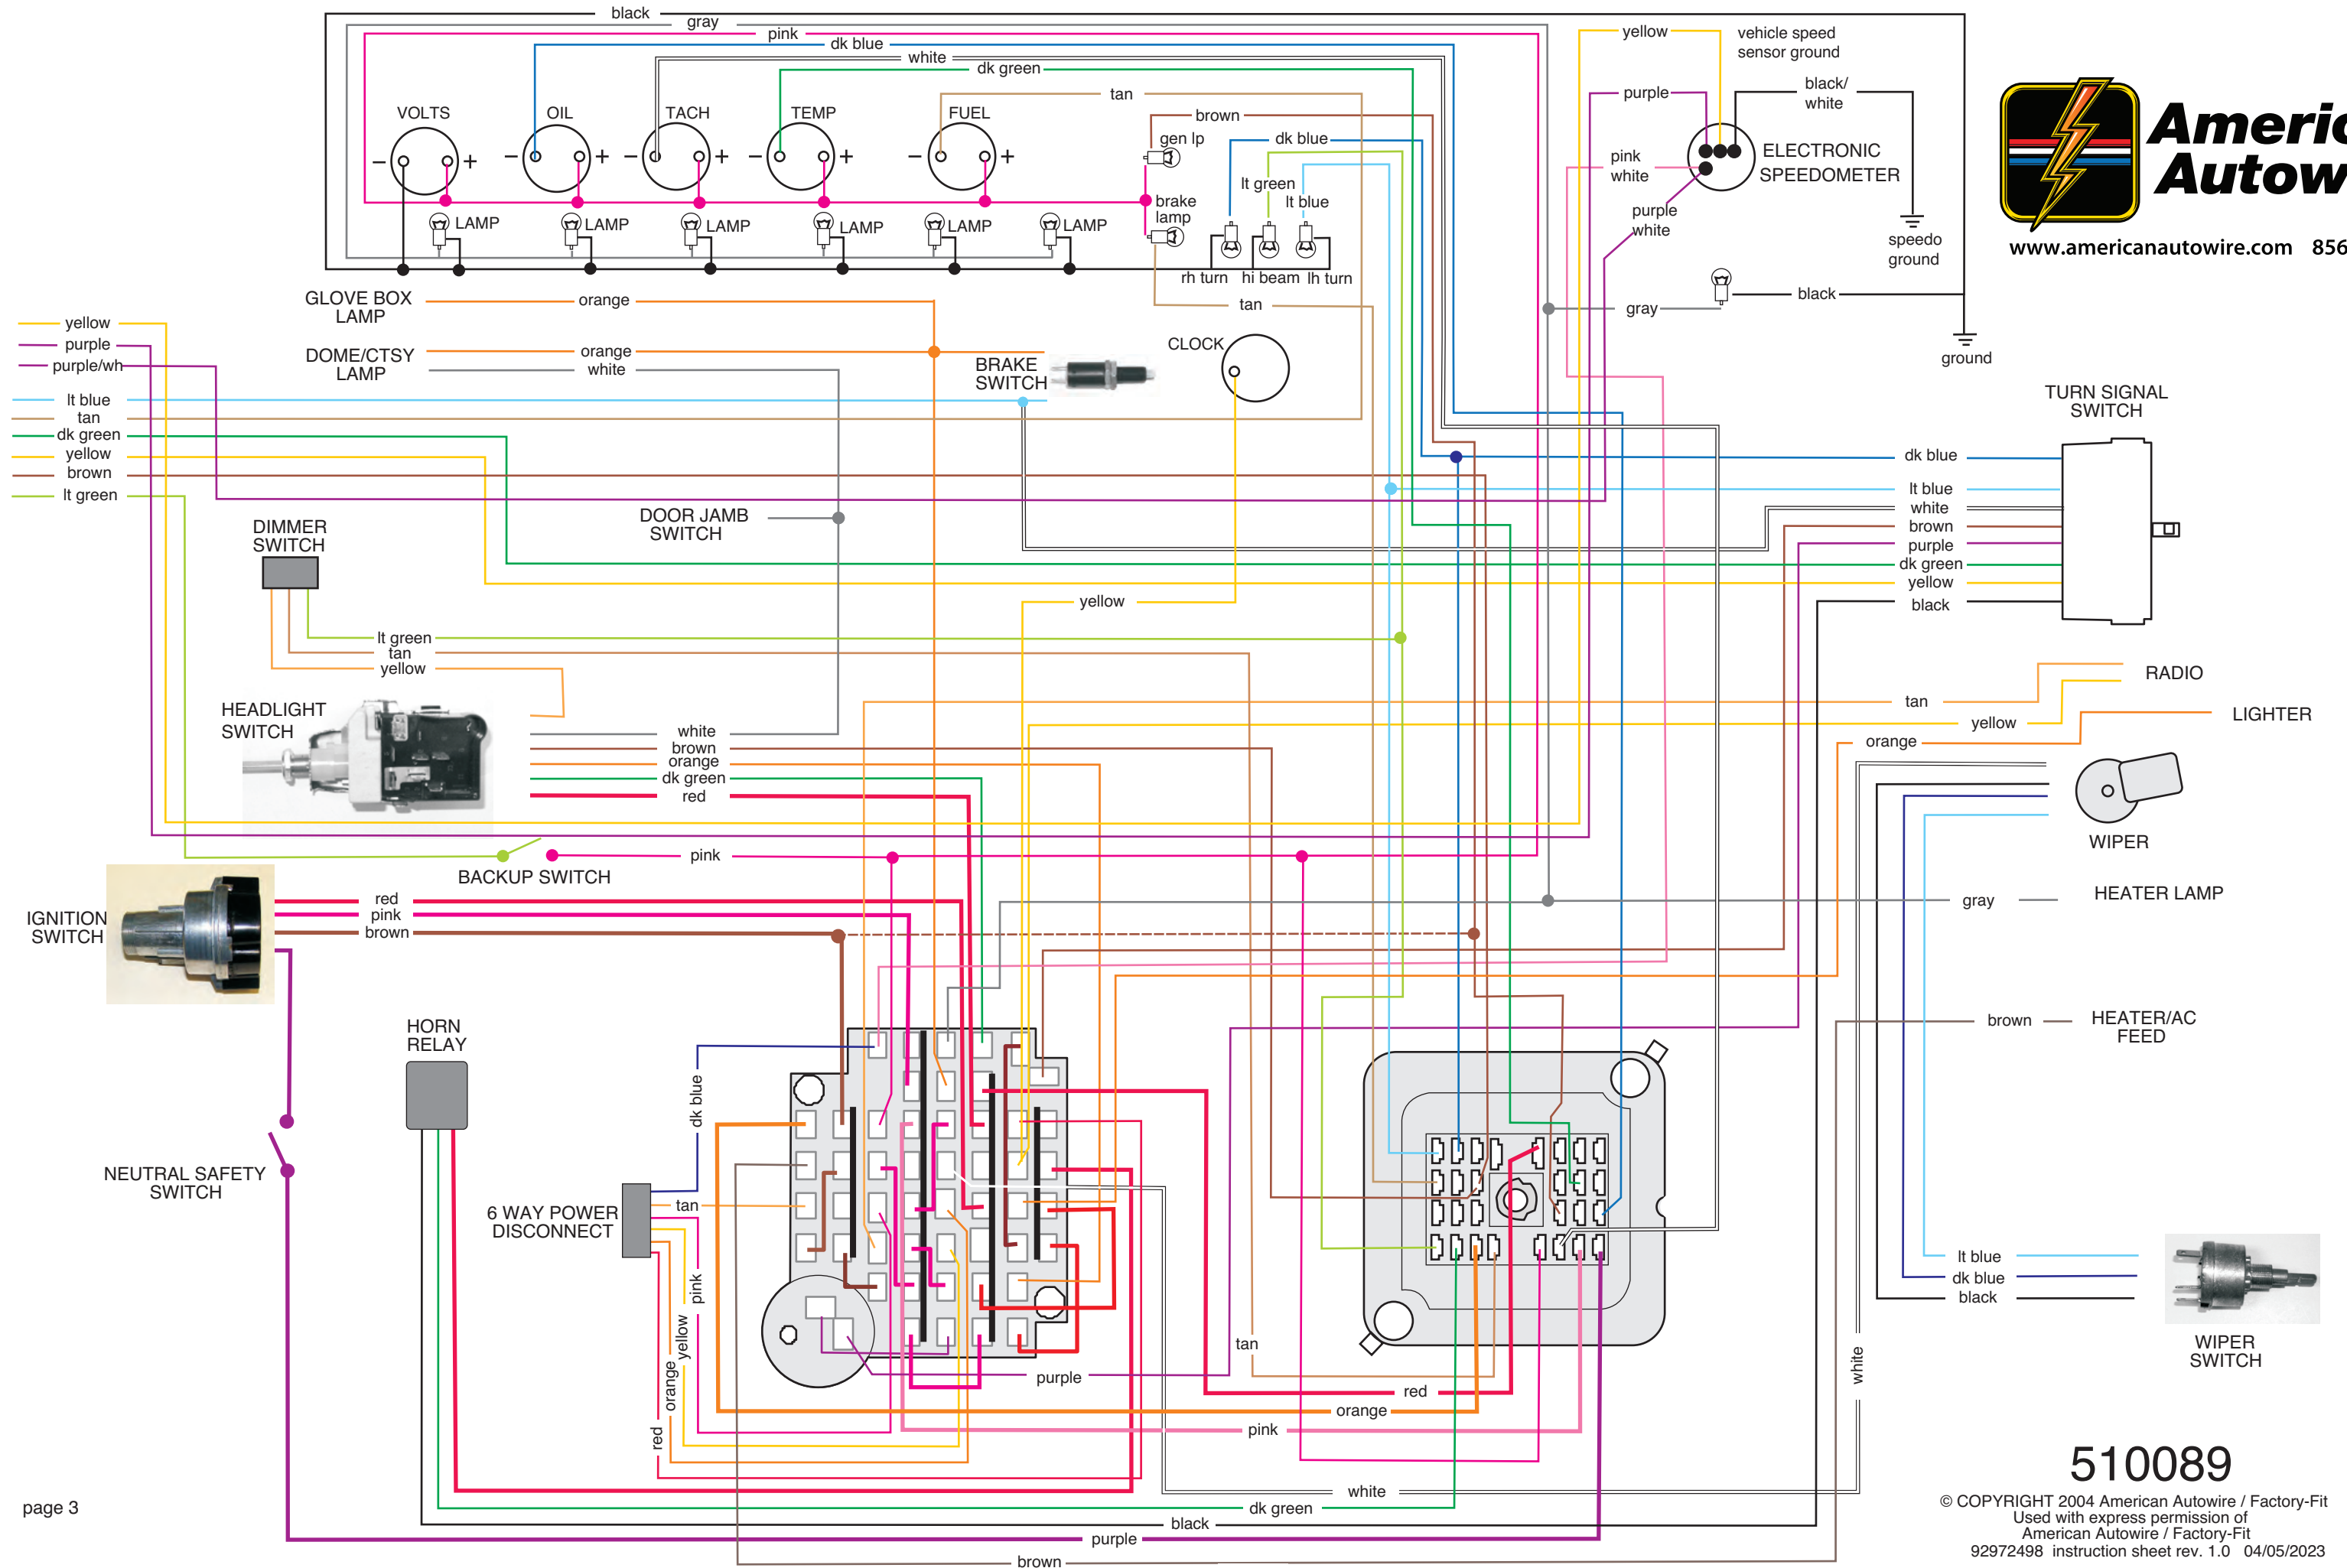 black
gray
pink
dk blue
white
dk green
tan
brown
yellow
vehicle speed
sensor ground
purple
black/
white
VOLTS
OIL
TACH
TEMP
FUEL
gen lp
dk blue
- +
- +
- +
- +
- +
lt green
lt blue
pink
white
ELECTRONIC
SPEEDOMETER
purple
white
LAMP
LAMP
LAMP
LAMP
LAMP
LAMP
brake
lamp
rh turn
hi beam
lh turn
tan
speedo
ground
gray
black
ground
www.americanautowire.com 856
GLOVE BOX
LAMP
orange
DOME/CTSY
LAMP
orange
white
BRAKE
SWITCH
CLOCK
yellow
purple
purple/wh
lt blue
tan
dk green
yellow
brown
lt green
TURN SIGNAL
SWITCH
dk blue
lt blue
white
brown
purple
dk green
yellow
black
DIMMER
SWITCH
DOOR JAMB
SWITCH
yellow
lt green
tan
yellow
HEADLIGHT
SWITCH
white
brown
orange
dk green
red
tan
RADIO
yellow
LIGHTER
orange
WIPER
pink
BACKUP SWITCH
IGNITION
SWITCH
red
pink
brown
gray
HEATER LAMP
brown
HEATER/AC
FEED
HORN
RELAY
dk blue
NEUTRAL SAFETY
SWITCH
6 WAY POWER
DISCONNECT
tan
pink
yellow
orange
red
purple
tan
red
orange
pink
white
dk green
black
purple
brown
lt blue
dk blue
black
white
WIPER
SWITCH
510089
© COPYRIGHT 2004 American Autowire / Factory-Fit
Used with express permission of
American Autowire / Factory-Fit
92972498 instruction sheet rev. 1.0 04/05/2023
page 3